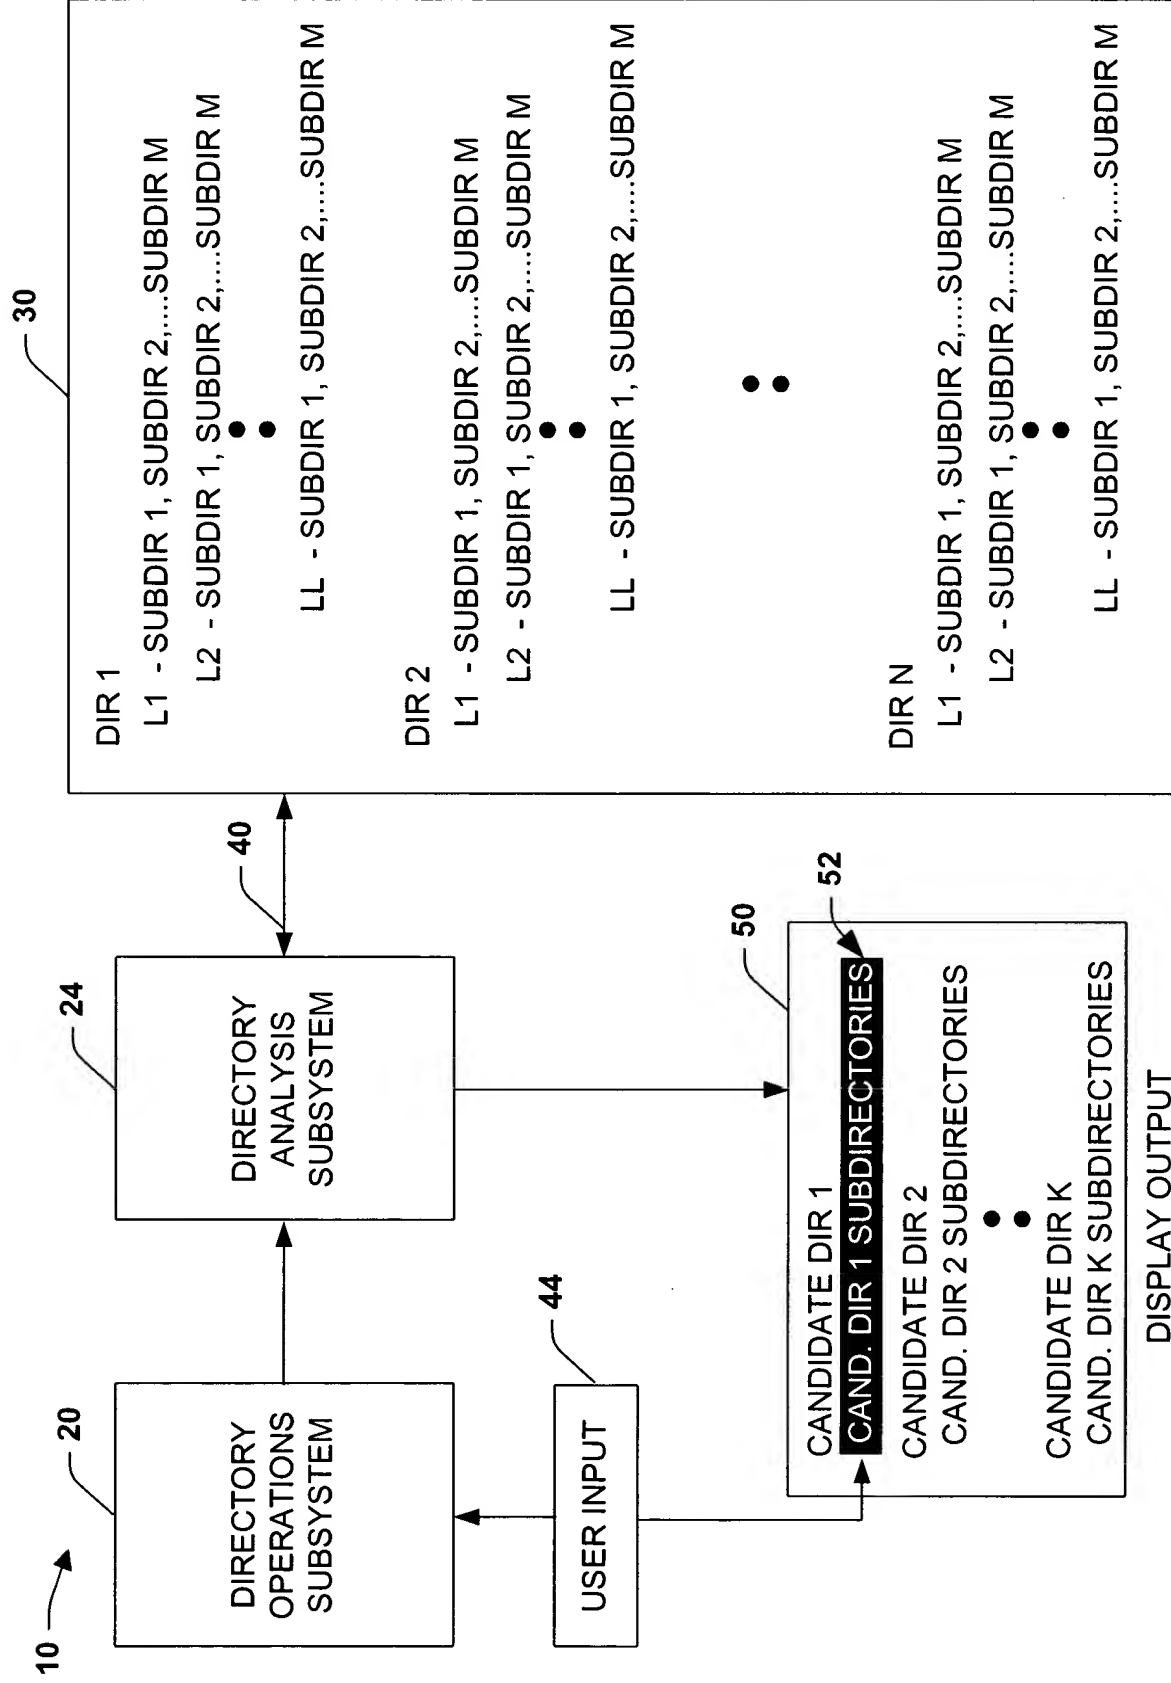 10
20
DIRECTORY
OPERATIONS
SUBSYSTEM
24
DIRECTORY
ANALYSIS
SUBSYSTEM
40
44
USER INPUT
50
52
CANDIDATE DIR 1
CAND. DIR 1 SUBDIRECTORIES
CANDIDATE DIR 2
CAND. DIR 2 SUBDIRECTORIES
CANDIDATE DIR K
CAND. DIR K SUBDIRECTORIES
DISPLAY OUTPUT
30
DIR 1
L1 - SUBDIR 1, SUBDIR 2,....SUBDIR M
L2 - SUBDIR 1, SUBDIR 2,....SUBDIR M
LL - SUBDIR 1, SUBDIR 2,....SUBDIR M
DIR 2
L1 - SUBDIR 1, SUBDIR 2,....SUBDIR M
L2 - SUBDIR 1, SUBDIR 2,....SUBDIR M
LL - SUBDIR 1, SUBDIR 2,....SUBDIR M
DIR N
L1 - SUBDIR 1, SUBDIR 2,....SUBDIR M
L2 - SUBDIR 1, SUBDIR 2,....SUBDIR M
LL - SUBDIR 1, SUBDIR 2,....SUBDIR M